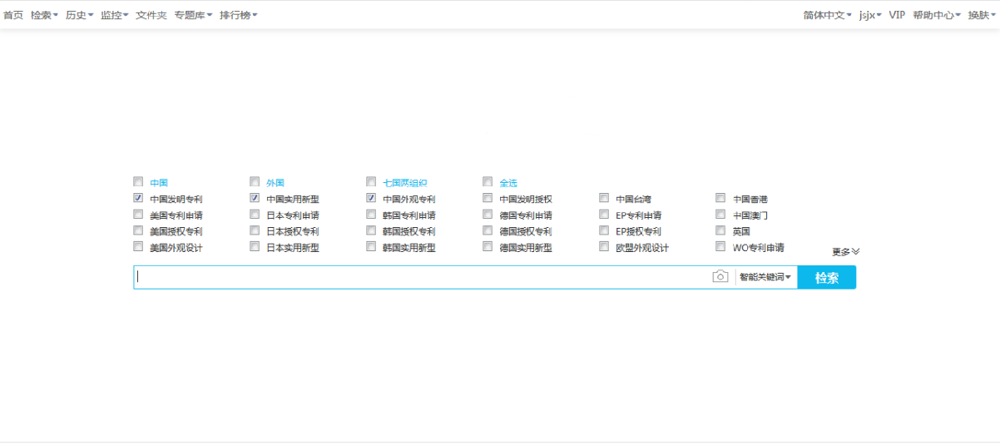 首页 检索 历史 监控 文件夹 专题库 排行榜 简体中文 jsjx VIP 帮助中心 换肤
中国 外国 七国两组织 全选
中国发明专利 中国实用新型 中国外观专利 中国发明授权 中国台湾 中国香港
美国专利申请 日本专利申请 韩国专利申请 德国专利申请 EP专利申请 中国澳门
美国授权专利 日本授权专利 韩国授权专利 德国授权专利 EP授权专利 英国
美国外观设计 日本实用新型 韩国实用新型 德国实用新型 欧盟外观设计 WO专利申请
更多
智能关键词 检索